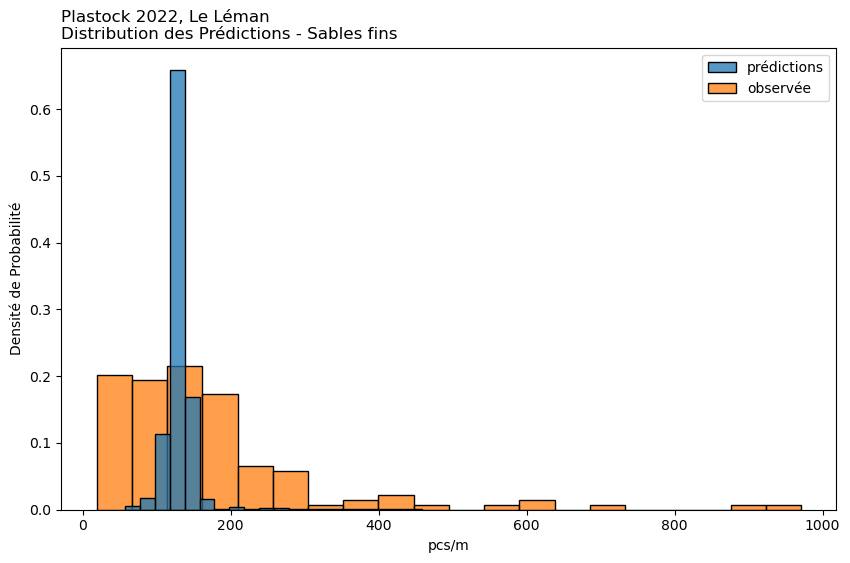 Plastock 2022, Le Léman
Distribution des Prédictions - Sables fins
prédictions
observée
Densité de Probabilité
0.6
0.5
0.4
0.3
0.2
0.1
0.0
0 200 400 600 800 1000
pcs/m